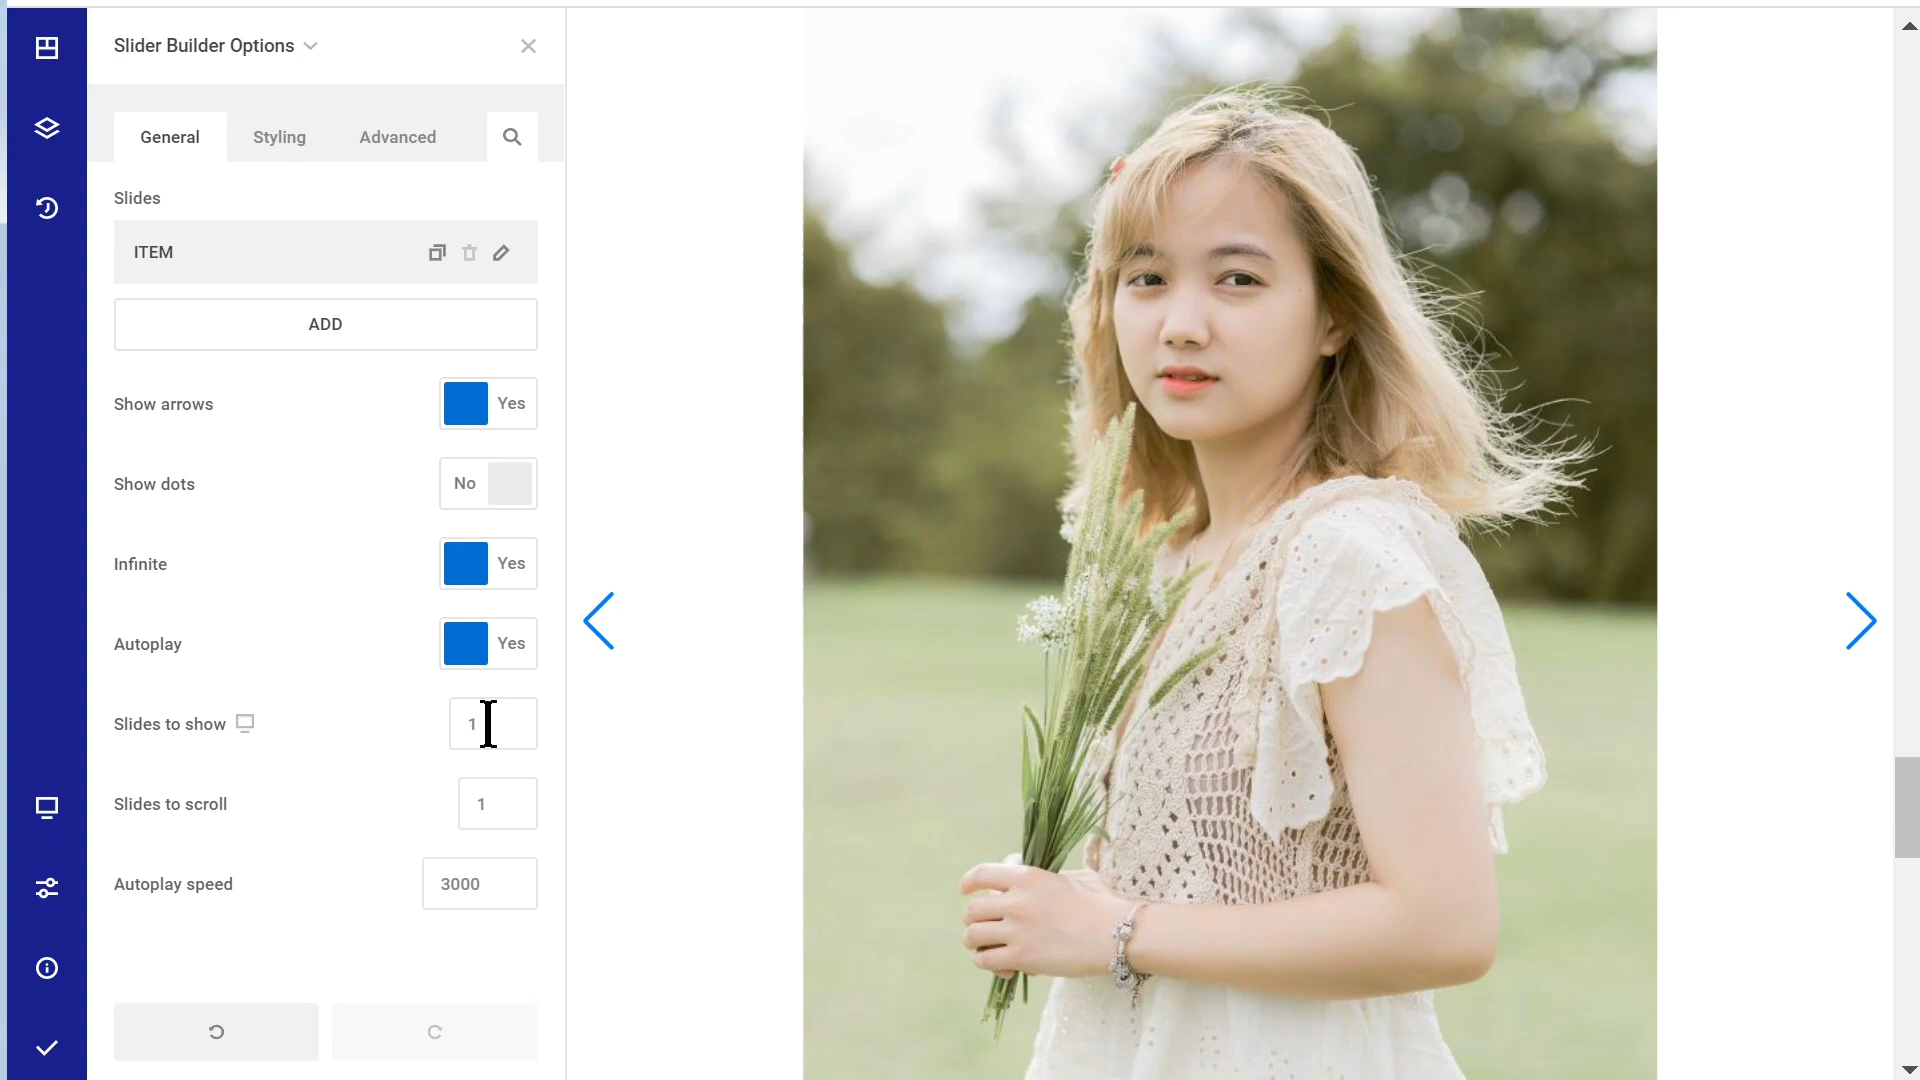 Slider Builder Options
General Styling Advanced
Slides
ITEM
ADD
Show arrows Yes
Show dots No
Infinite Yes
Autoplay Yes
Slides to show 1
Slides to scroll 1
Autoplay speed 3000